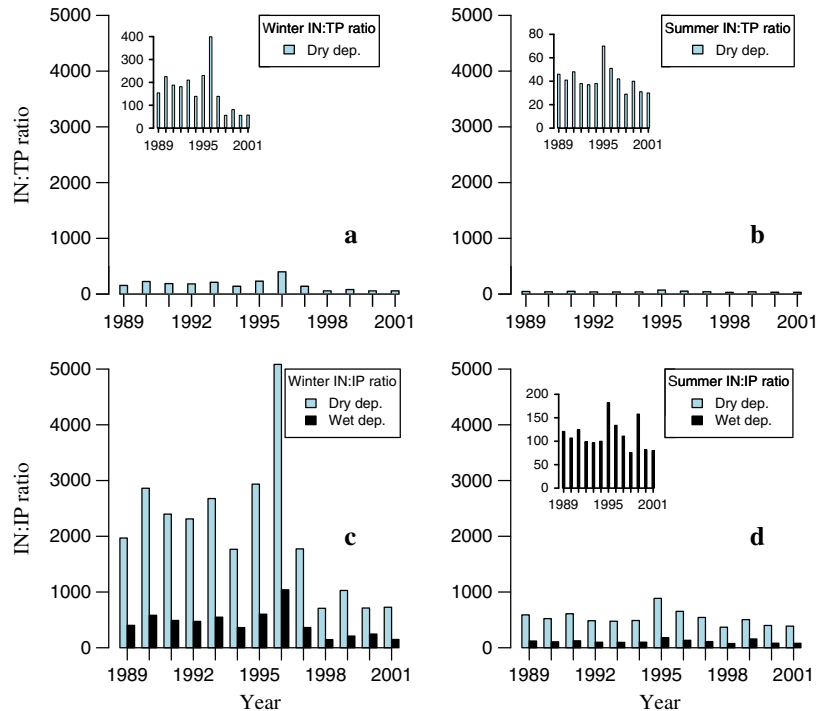 5000
4000
3000
2000
1000
0
IN:TP ratio
Winter IN:TP ratio
Dry dep.
400
300
200
100
0
1989 1995 2001
a
1989 1992 1995 1998 2001
5000
4000
3000
2000
1000
0
Summer IN:TP ratio
Dry dep.
80
60
40
20
0
1989 1995 2001
b
1989 1992 1995 1998 2001
5000
4000
3000
2000
1000
0
IN:IP ratio
Winter IN:IP ratio
Dry dep.
Wet dep.
c
1989 1992 1995 1998 2001
Year
5000
4000
3000
2000
1000
0
Summer IN:IP ratio
Dry dep.
Wet dep.
200
150
100
50
0
1989 1995 2001
d
1989 1992 1995 1998 2001
Year